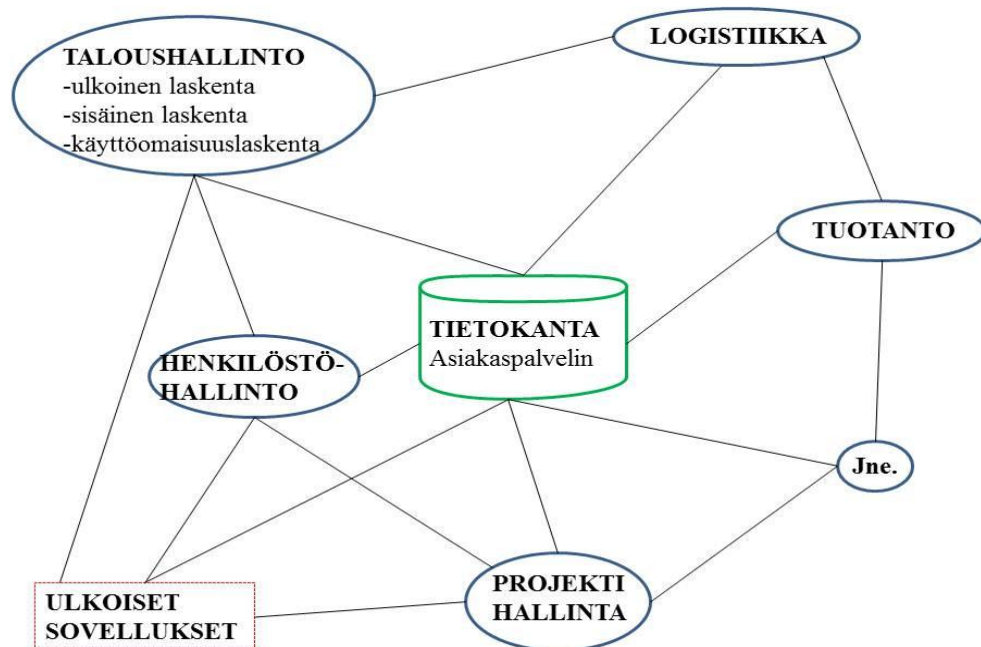 LOGISTIIKKA
TALOUSHALLINTO
-ulkoinen laskenta
-sisäinen laskenta
-käyttöomaisuuslaskenta
TUOTANTO
TIETOKANTA
Asiakaspalvelin
HENKILÖSTÖ-
HALLINTO
Jne.
PROJEKTI
HALLINTA
ULKOISET
SOVELLUKSET